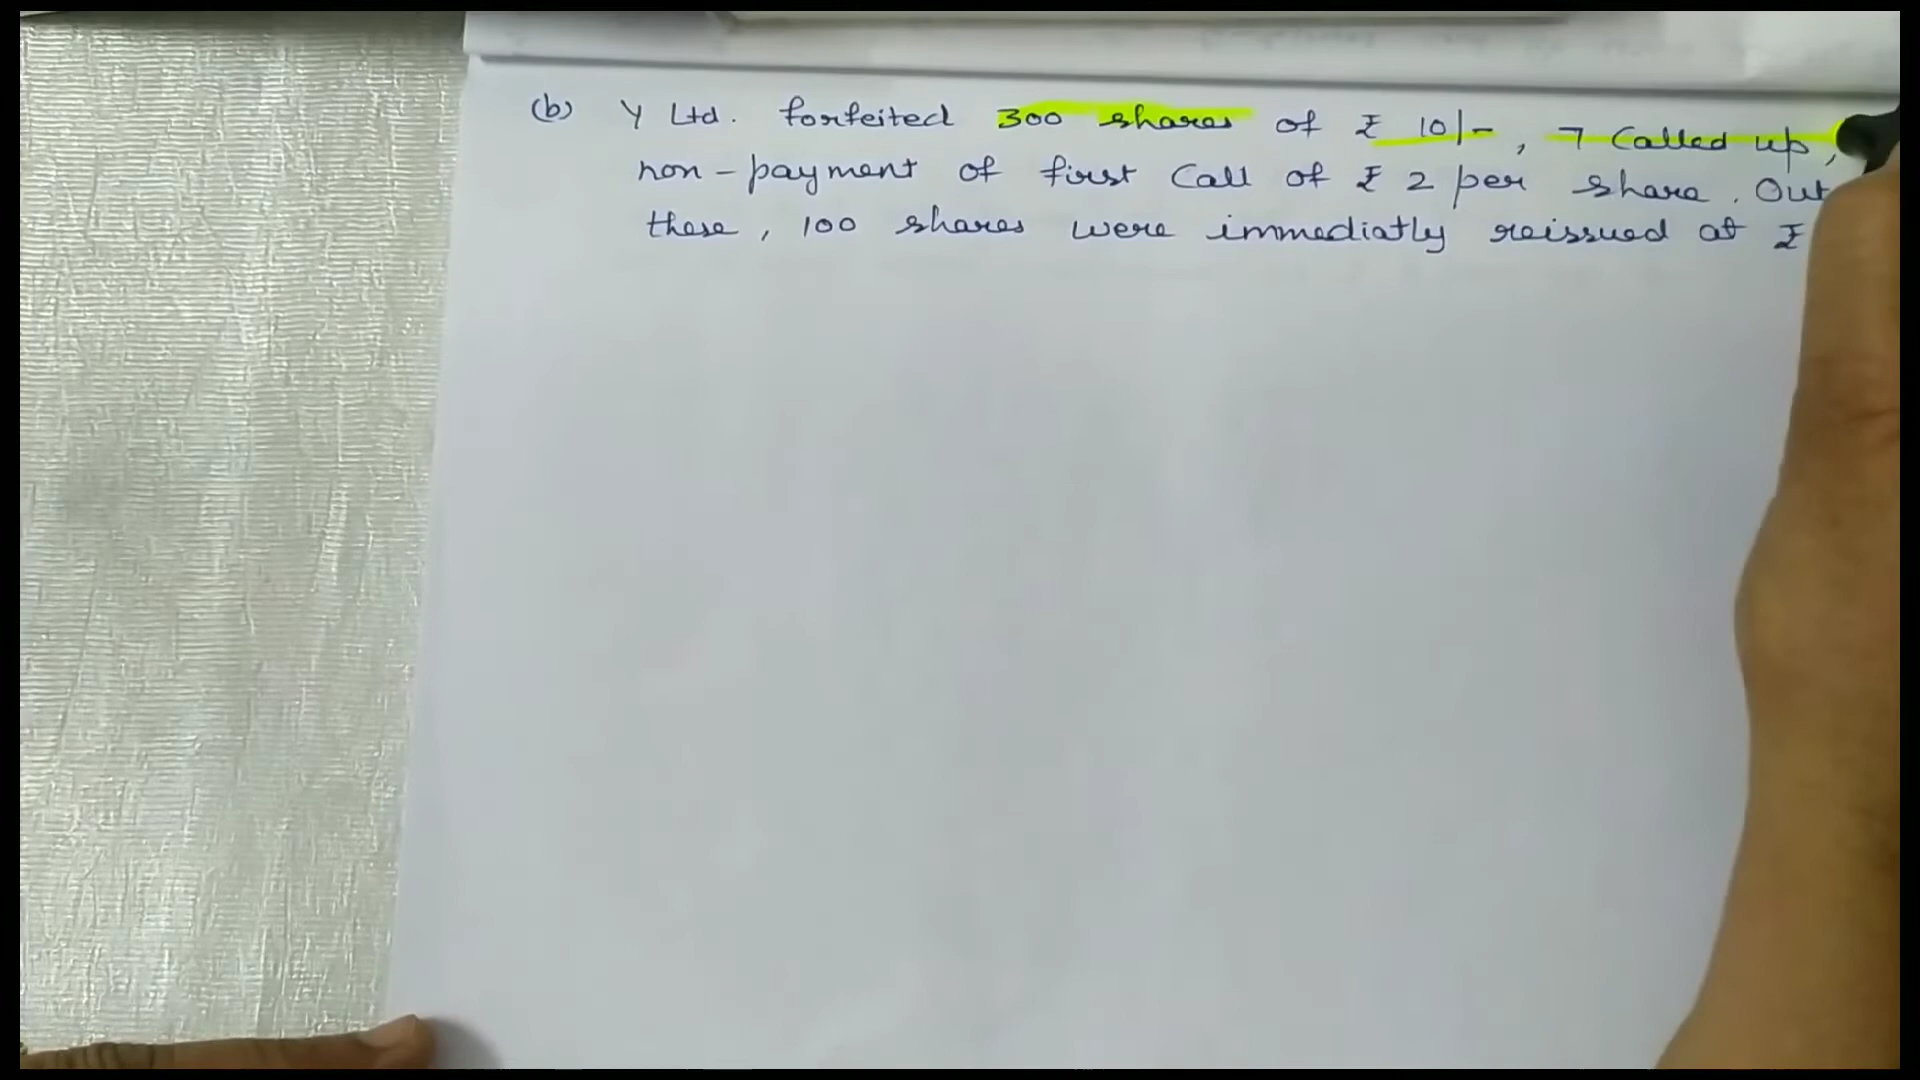 (b) Y Ltd. forfeited 300 shares of ₹ 10/-, 7 Called up,
non-payment of first Call of ₹ 2 per share. Out
these, 100 shares were immediatly reissued at ₹